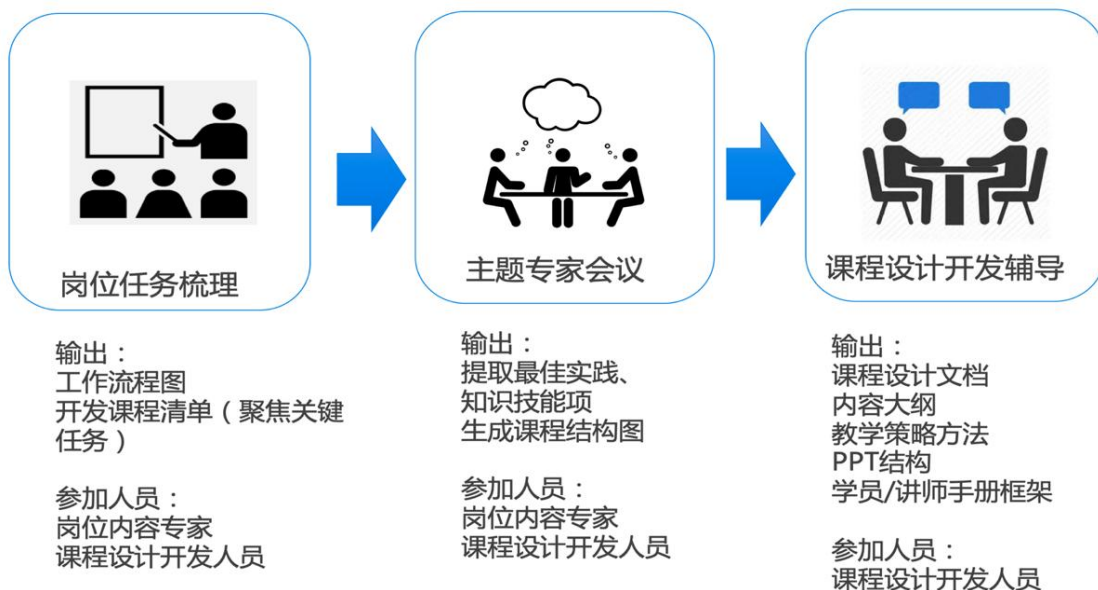 岗位任务梳理
输出：
工作流程图
开发课程清单（聚焦关键
任务）
参加人员：
岗位内容专家
课程设计开发人员
主题专家会议
输出：
提取最佳实践、
知识技能项
生成课程结构图
参加人员：
岗位内容专家
课程设计开发人员
课程设计开发辅导
输出：
课程设计文档
内容大纲
教学策略方法
PPT结构
学员/讲师手册框架
参加人员：
课程设计开发人员